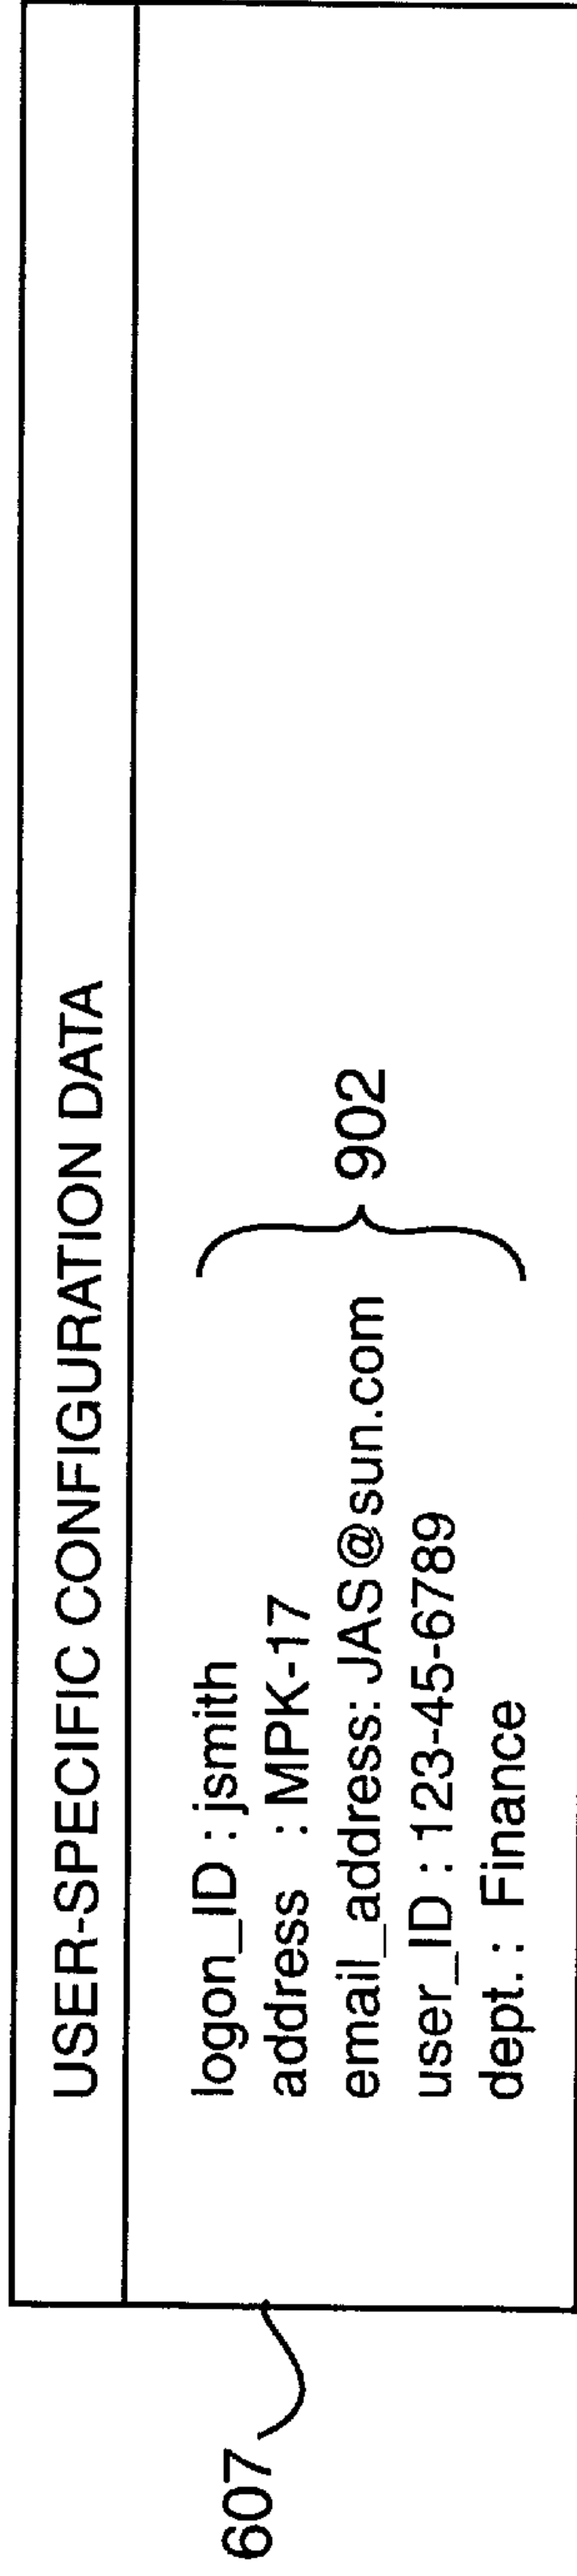 USER-SPECIFIC CONFIGURATION DATA
logon_ID : jsmith
address : MPK-17
email_address: JAS@sun.com
user_ID : 123-45-6789
dept. : Finance
902
607